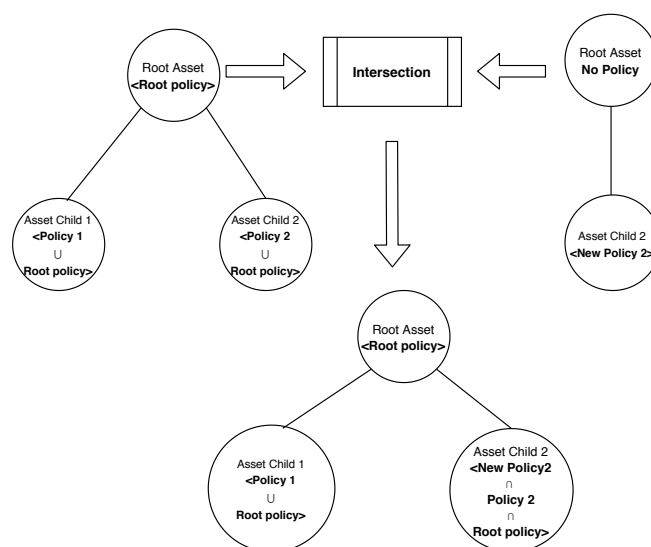 Root Asset
<Root policy>
Intersection
Root Asset
No Policy
Asset Child 1
<Policy 1
∪
Root policy>
Asset Child 2
<Policy 2
∪
Root policy>
Asset Child 2
<New Policy 2>
Root Asset
<Root policy>
Asset Child 1
<Policy 1
∪
Root policy>
Asset Child 2
<New Policy2
∩
Policy 2
∩
Root policy>